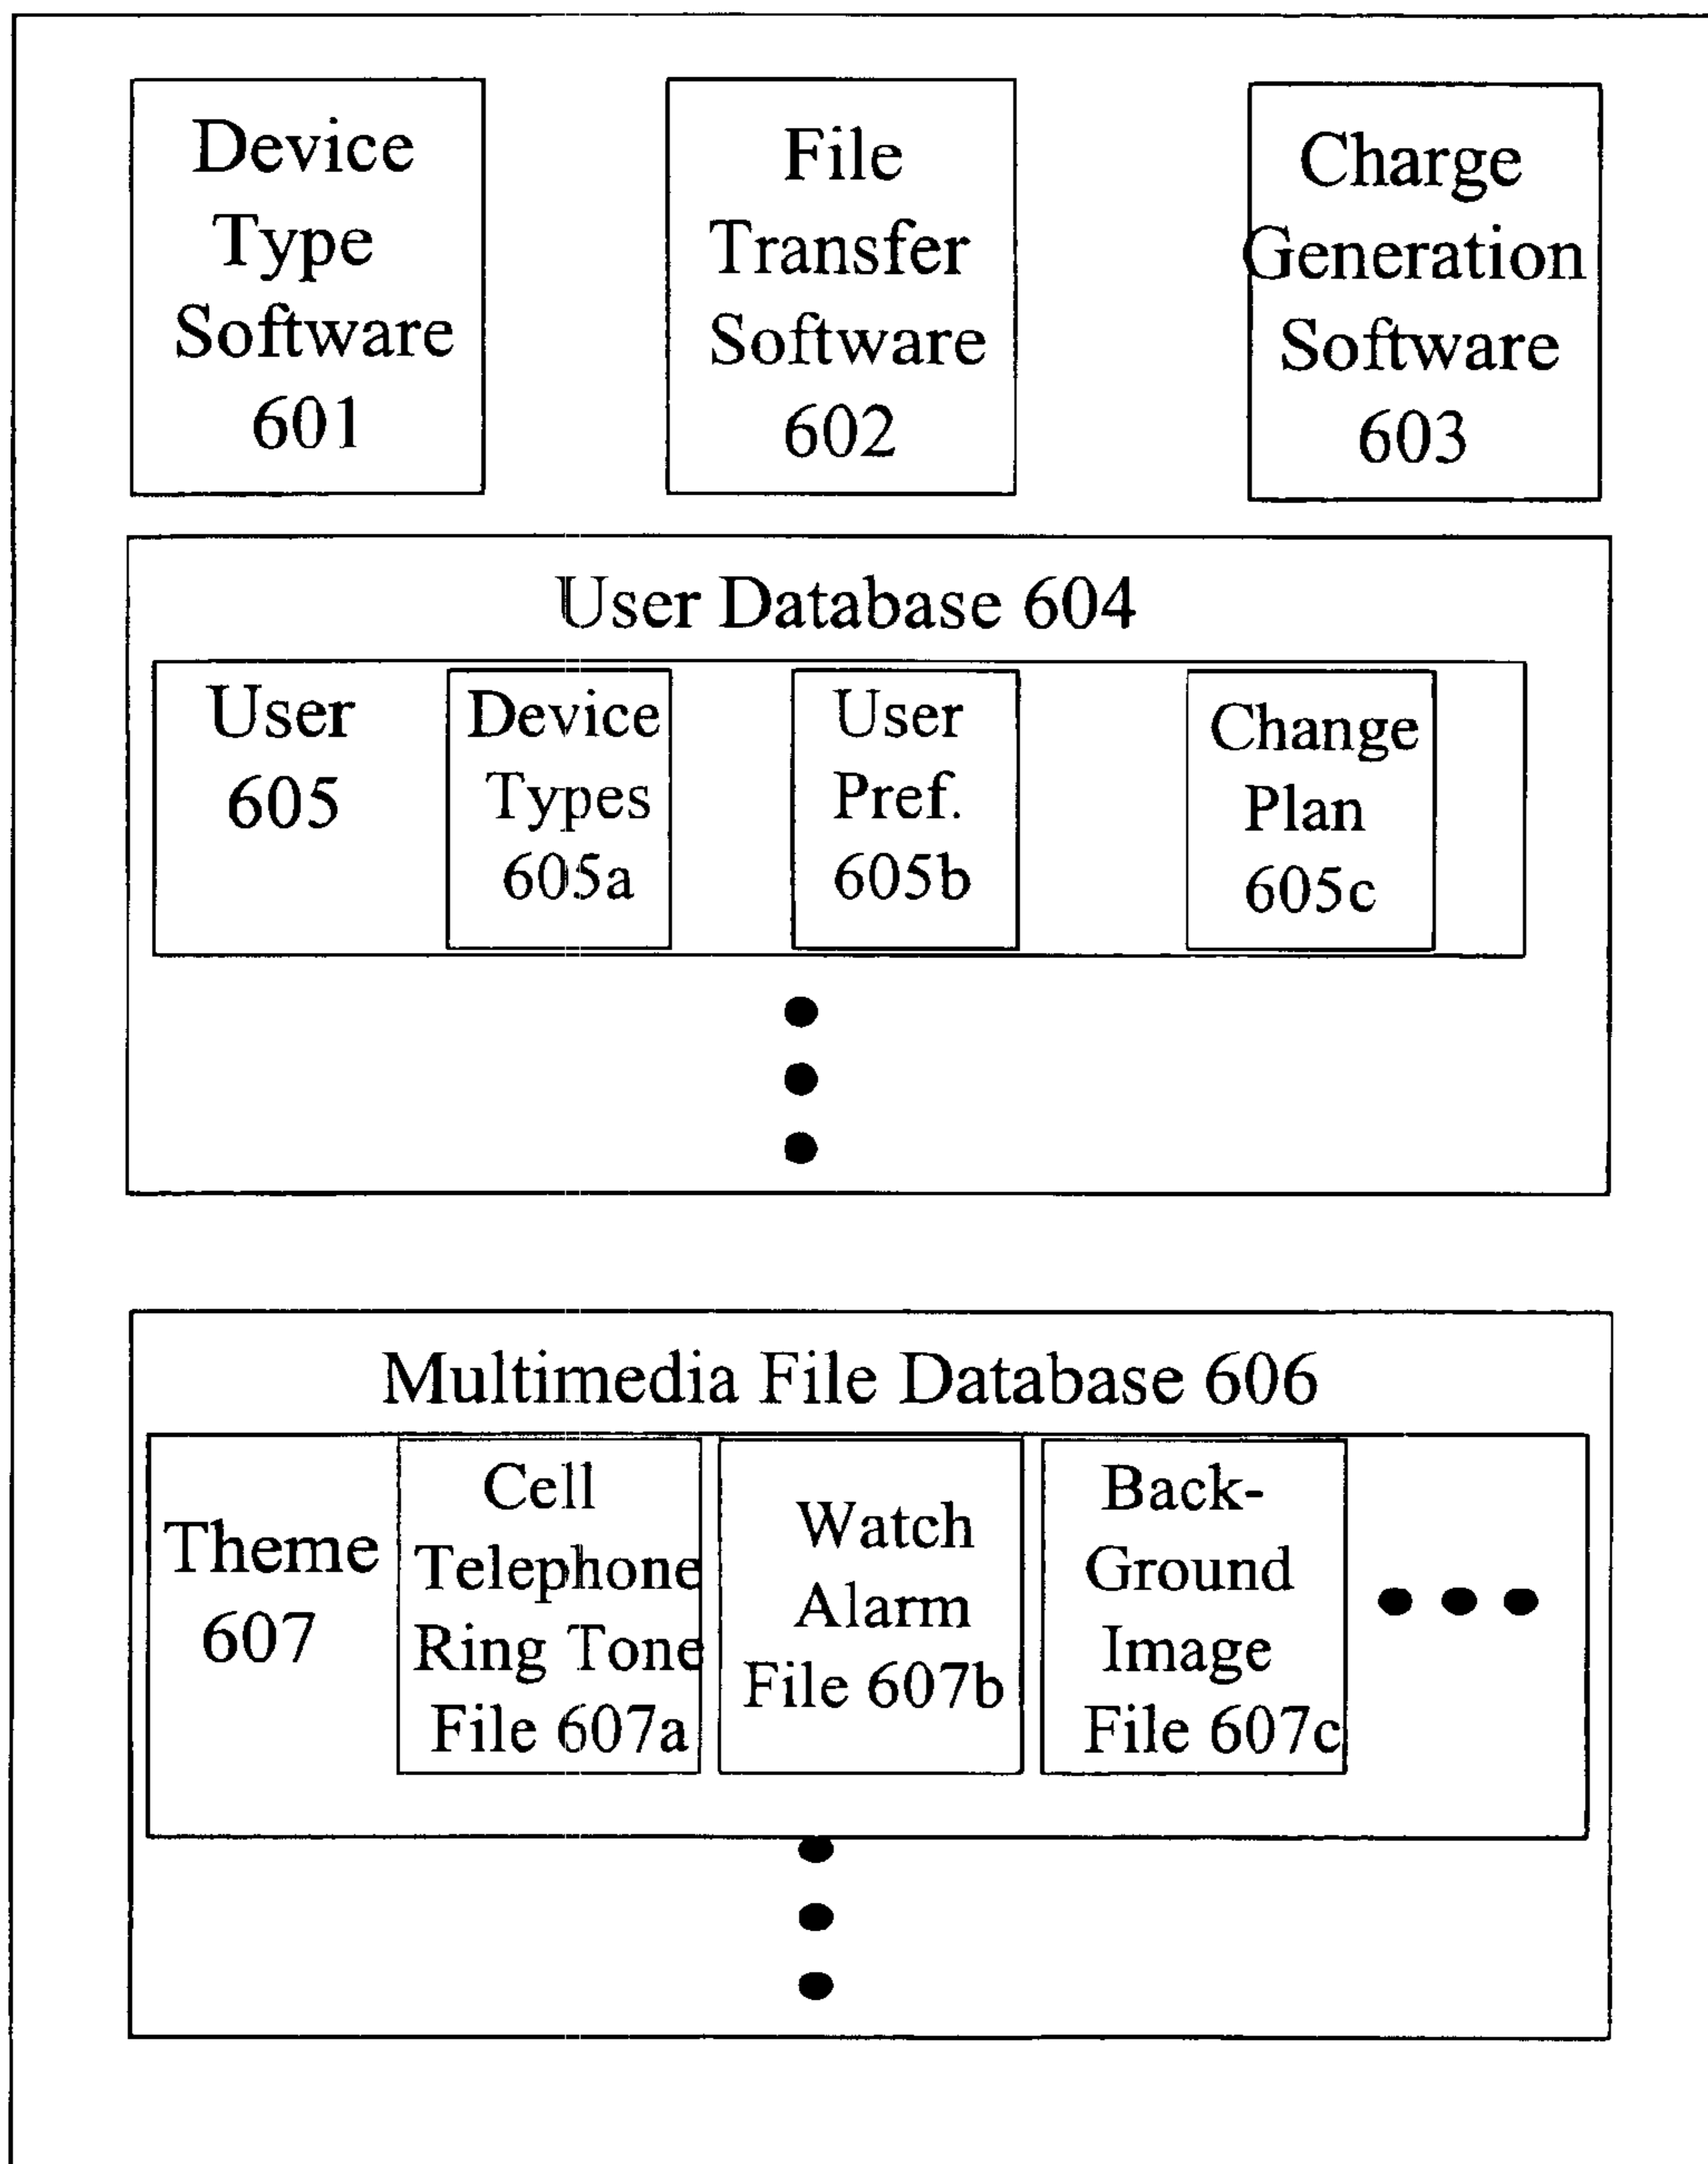 Device
Type
Software
601
File
Transfer
Software
602
Charge
Generation
Software
603
User Database 604
User
605
Device
Types
605a
User
Pref.
605b
Change
Plan
605c
Multimedia File Database 606
Theme
607
Cell
Telephone
Ring Tone
File 607a
Watch
Alarm
File 607b
Back-
Ground
Image
File 607c